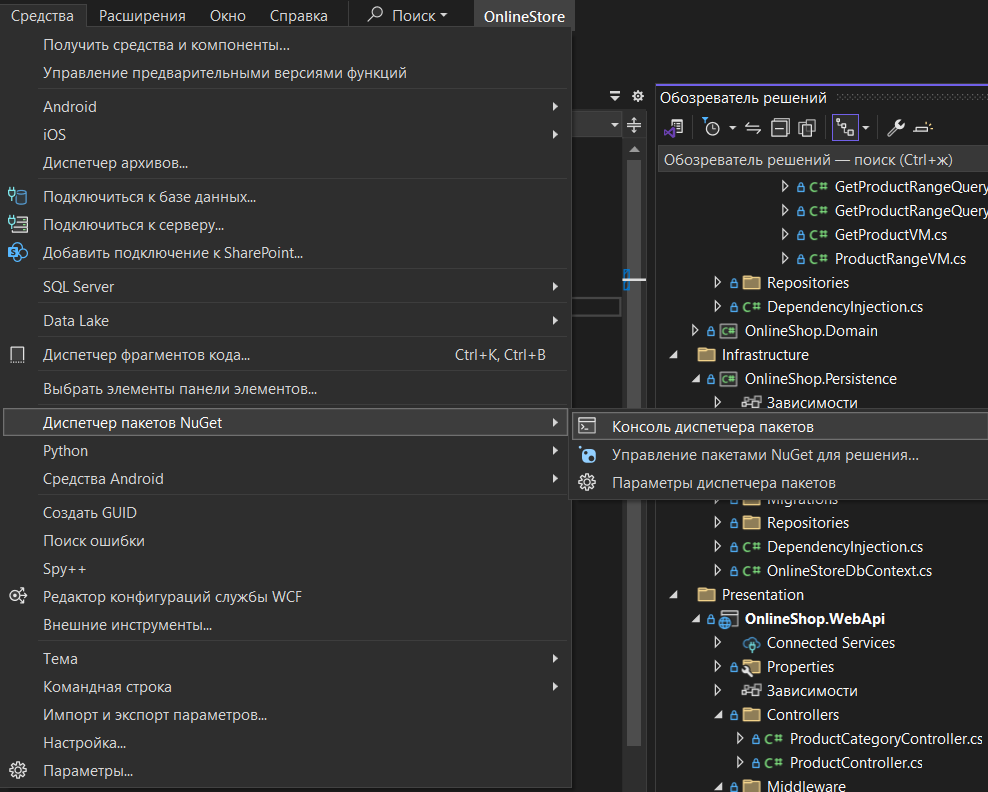 Средства Расширения Окно Справка Поиск OnlineStore
Получить средства и компоненты...
Управление предварительными версиями функций
Android
iOS
Диспетчер архивов...
Подключиться к базе данных...
Подключиться к серверу...
Добавить подключение к SharePoint...
SQL Server
Data Lake
Диспетчер фрагментов кода... Ctrl+K, Ctrl+B
Выбрать элементы панели элементов...
Диспетчер пакетов NuGet
Python
Средства Android
Создать GUID
Поиск ошибки
Spy++
Редактор конфигураций службы WCF
Внешние инструменты...
Тема
Командная строка
Импорт и экспорт параметров...
Настройка...
Параметры...
Консоль диспетчера пакетов
Управление пакетами NuGet для решения...
Параметры диспетчера пакетов
Обозреватель решений
Обозреватель решений — поиск (Ctrl+ж)
C# GetProductRangeQuery
C# GetProductRangeQuery
C# GetProductVM.cs
C# ProductRangeVM.cs
Repositories
C# DependencyInjection.cs
C# OnlineShop.Domain
Infrastructure
C# OnlineShop.Persistence
Зависимости
Migrations
Repositories
C# DependencyInjection.cs
C# OnlineStoreDbContext.cs
Presentation
OnlineShop.WebApi
Connected Services
Properties
Зависимости
Controllers
C# ProductCategoryController.cs
C# ProductController.cs
Middleware